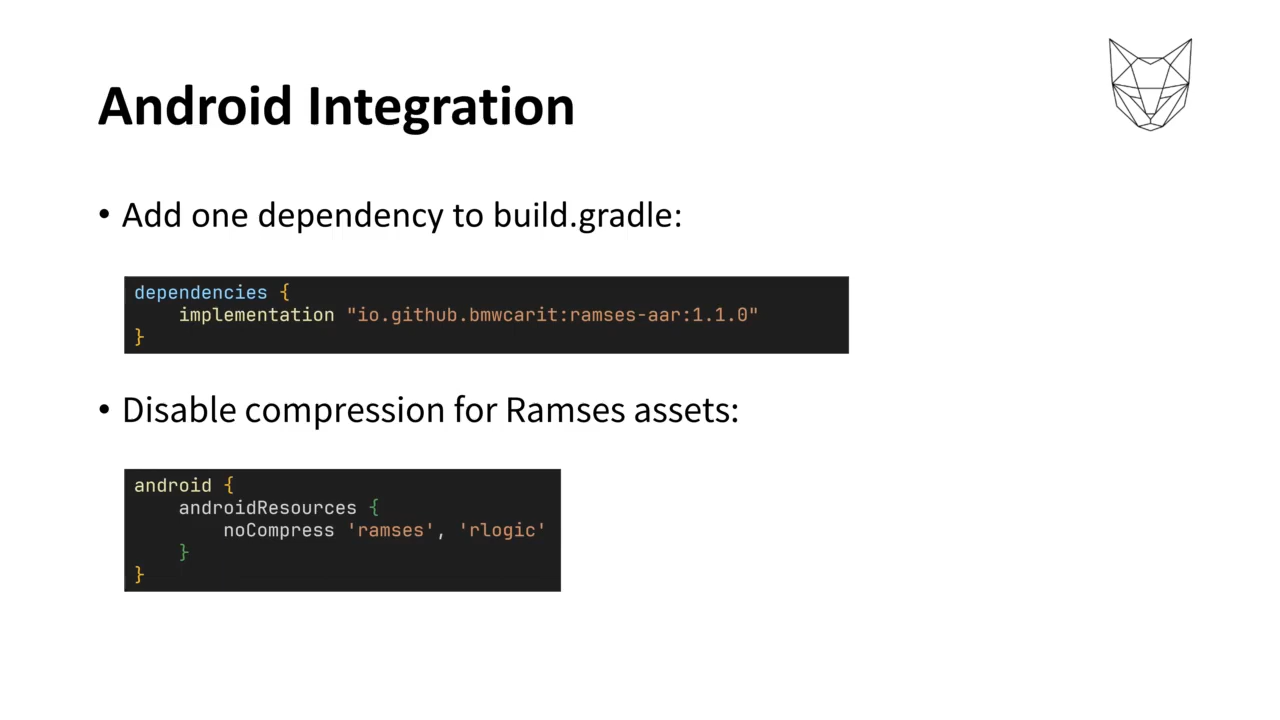 Android Integration
• Add one dependency to build.gradle:
dependencies {
    implementation "io.github.bmwcarit:ramses-aar:1.1.0"
}
• Disable compression for Ramses assets:
android {
    androidResources {
        noCompress 'ramses', 'rlogic'
    }
}